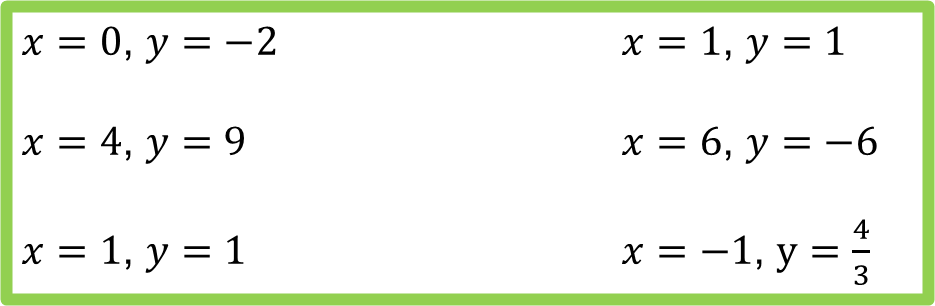 x = 0, y = −2 x = 1, y = 1
x = 4, y = 9 x = 6, y = −6
x = 1, y = 1 x = −1, y = 4/3